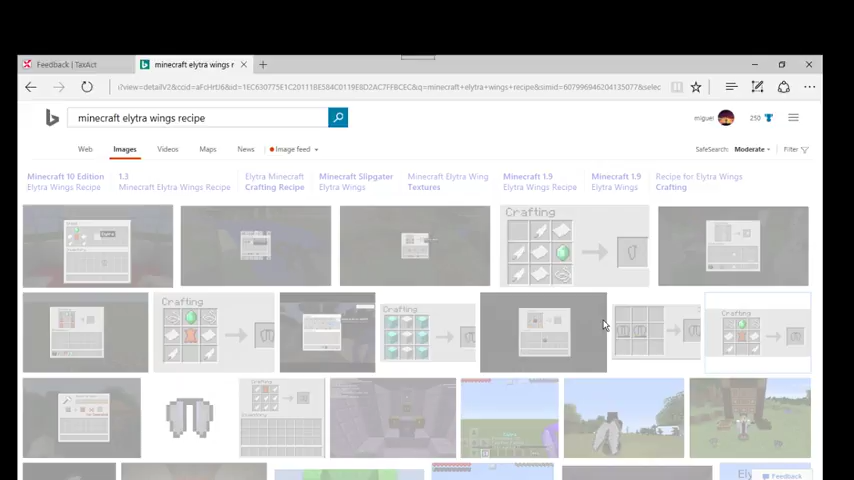 Feedback | TaxAct
minecraft elytra wings r
minecraft elytra wings recipe
miguel
250
Web
Images
Videos
Maps
News
Image feed
SafeSearch:
Moderate
Filter
Minecraft 10 Edition
Elytra Wings Recipe
1.3
Minecraft Elytra Wings Recipe
Elytra Minecraft
Crafting Recipe
Minecraft Slipgater
Elytra Wings
Minecraft Elytra Wing
Textures
Minecraft 1.9
Elytra Wings Recipe
Minecraft 1.9
Elytra Wings
Recipe for Elytra Wings
Crafting
Crafting
Crafting
Crafting
Crafting
Feedback